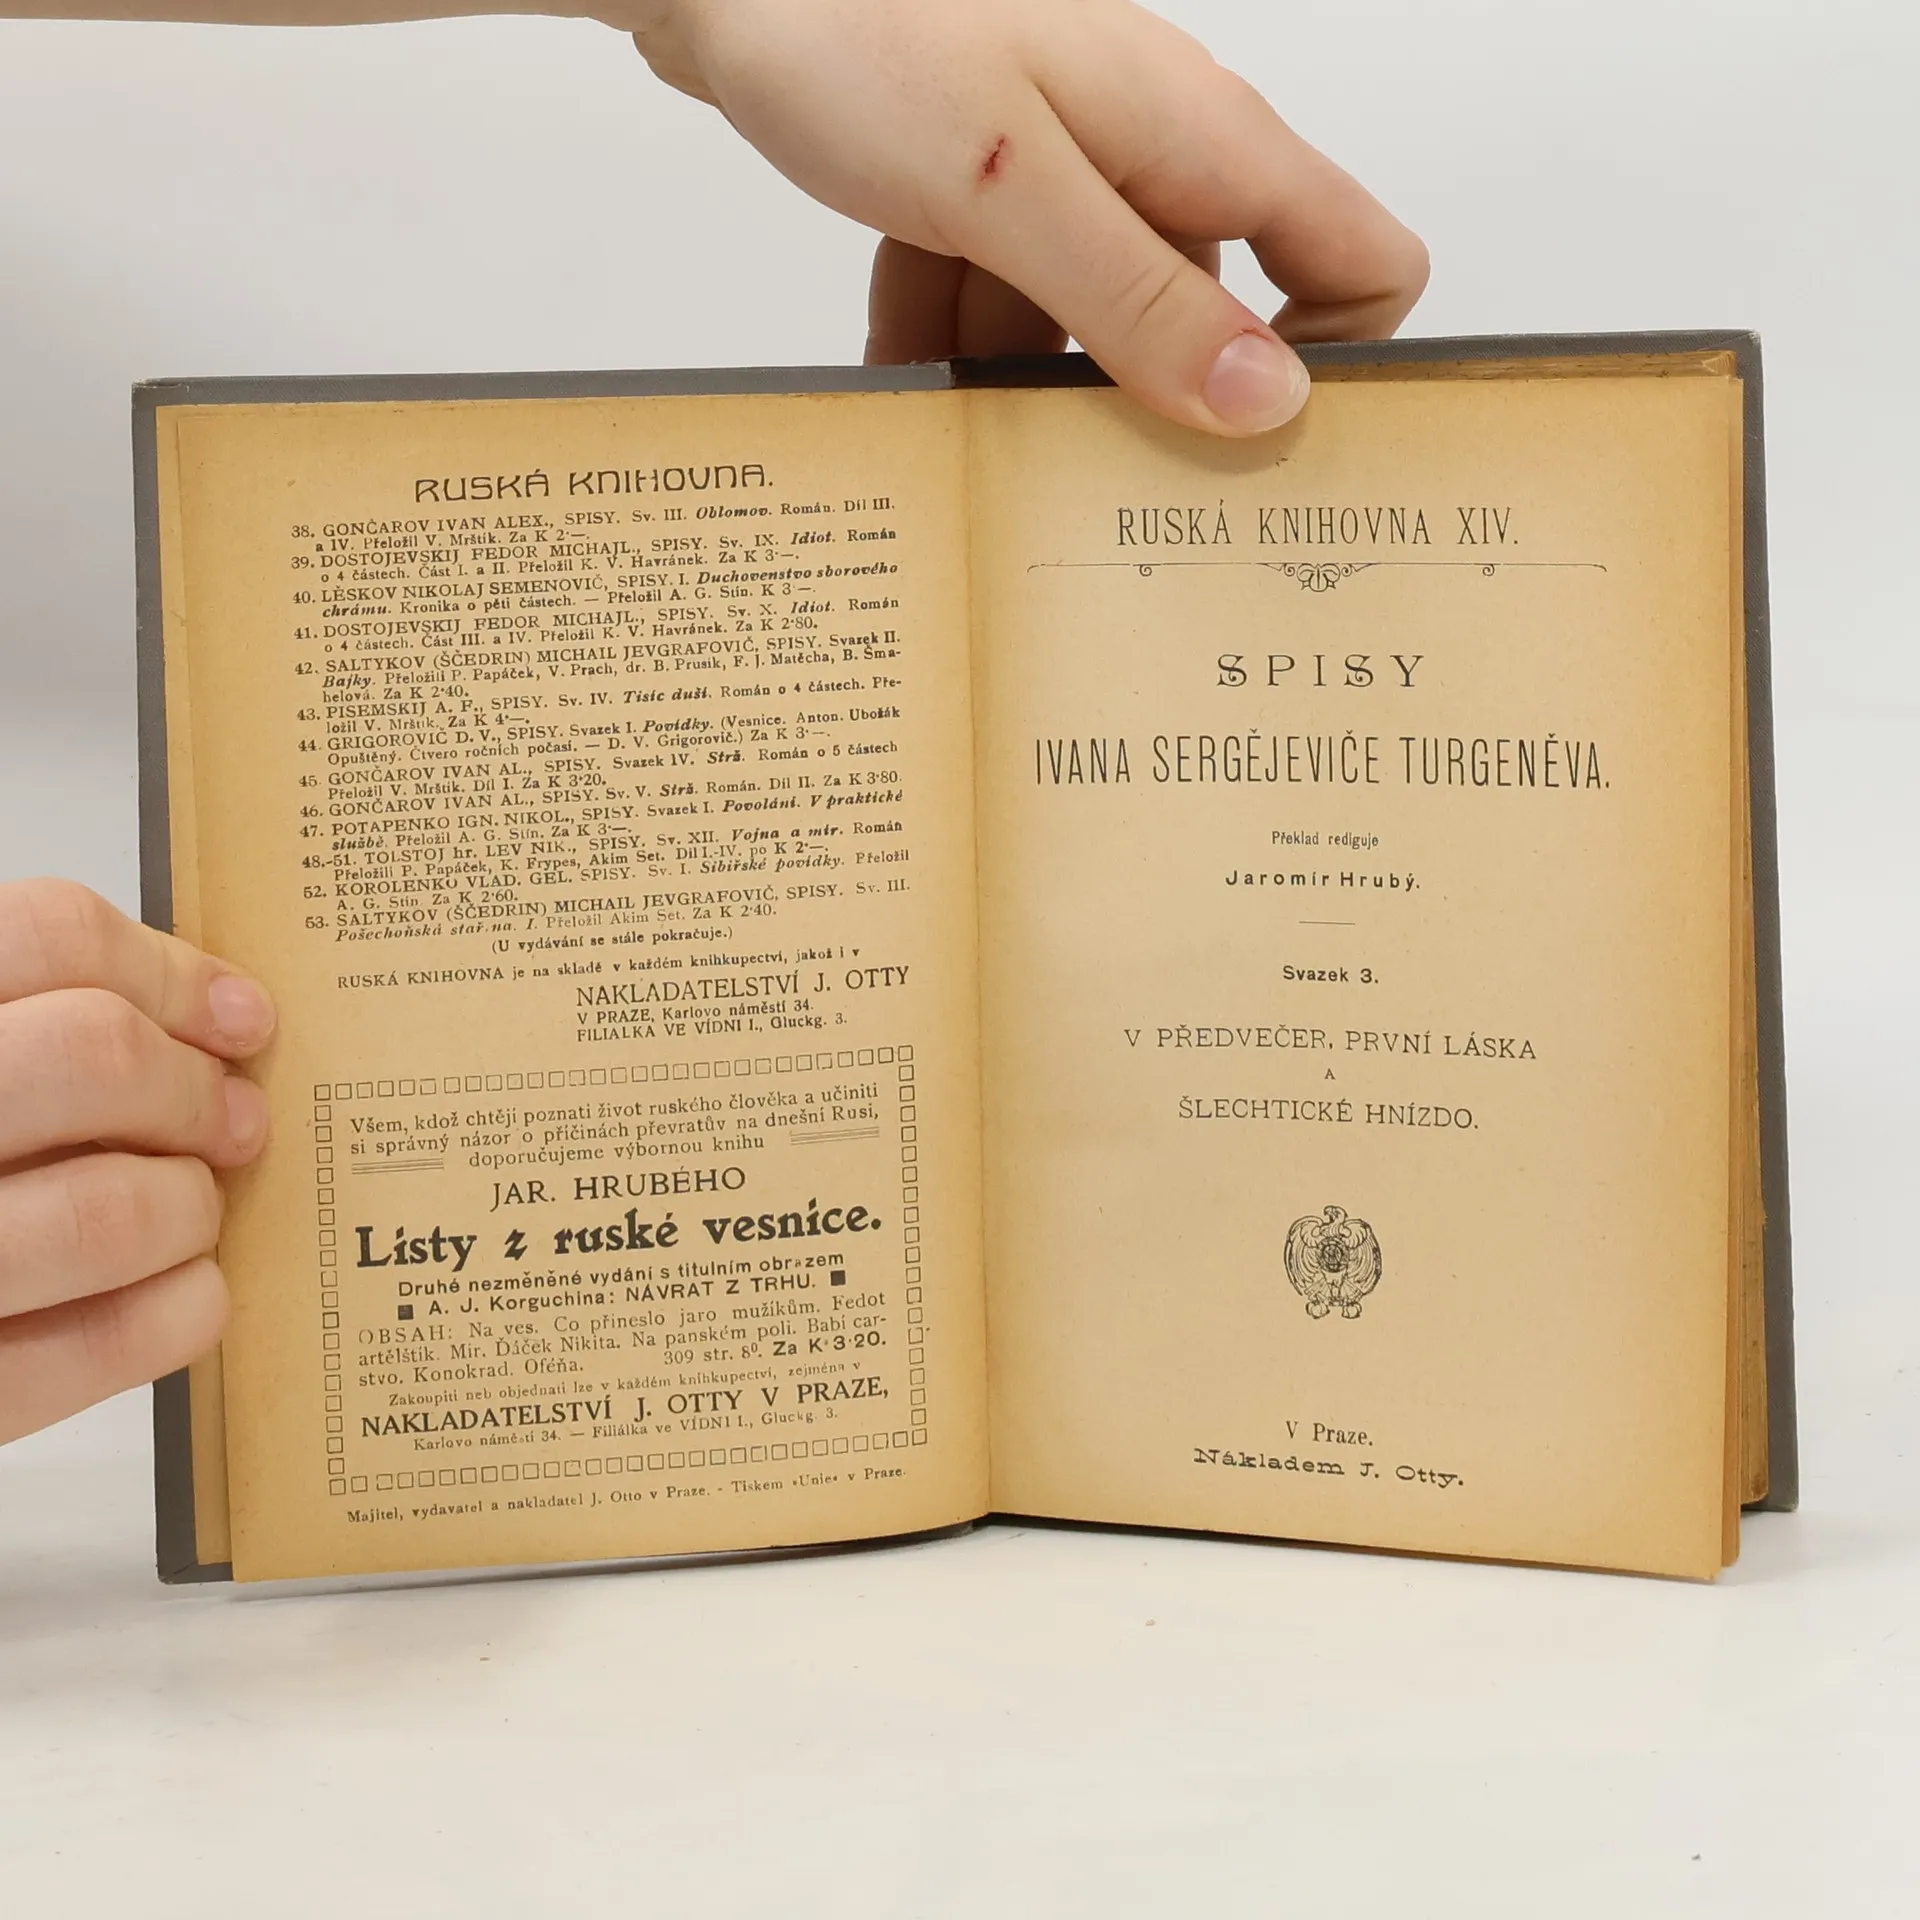 RUSKÁ KNIHOVNA.
38. GONČAROV IVAN ALEX., SPISY. Sv. III. Oblomov. Román. Díl III.
a IV. Přeložil V. Mrštík. Za K 2·—.
39. DOSTOJEVSKIJ FEDOR MICHAJL., SPISY. Sv. IX. Idiot. Román
o 4 částech. Část I. a II. Přeložil K. V. Havránek. Za K 3·—.
40. LĚSKOV NIKOLAJ SEMENOVIČ, SPISY. I. Duchovenstvo sborového
chrámu. Kronika o pěti částech. — Přeložil A. G. Stín. K 3·—.
41. DOSTOJEVSKIJ FEDOR MICHAJL., SPISY. Sv. X. Idiot. Román
o 4 částech. Část III. a IV. Přeložil K. V. Havránek. Za K 2·80.
42. SALTYKOV (ŠČEDRIN) MICHAIL JEVGRAFOVIČ, SPISY. Svazek II.
Bajky. Přeložili P. Papáček, V. Prach, dr. B. Prusík, F. J. Matěcha, B. Šma-
helová. Za K 2·40.
43. PISEMSKIJ A. F., SPISY. Sv. IV. Tisíc duší. Román o 4 částech. Pře-
ložil V. Mrštík. Za K 4·—.
44. GRIGOROVIČ D. V., SPISY. Svazek I. Povídky. (Vesnice. Anton. Ubožák
Opuštěný. Čtvero ročních počasí. — D. V. Grigorovič.) Za K 3·—.
45. GONČAROV IVAN AL., SPISY. Svazek IV. Strž. Román o 5 částech
Přeložil V. Mrštík. Díl I. Za K 3·20.
46. GONČAROV IVAN AL., SPISY. Sv. V. Strž. Román. Díl II. Za K 3·80.
47. POTAPENKO IGN. NIKOL., SPISY. Svazek I. Povolání. V praktické
službě. Přeložil A. G. Stín. Za K 3·—.
48.-51. TOLSTOJ hr. LEV NIK., SPISY. Sv. XII. Vojna a mír. Román
Přeložili P. Papáček, K. Frypes, Akim Set. Díl I.-IV. po K 2·—.
52. KOROLENKO VLAD. GEL. SPISY. Sv. I. Sibiřské povídky. Přeložil
A. G. Stín. Za K 2·60.
53. SALTYKOV (ŠČEDRIN) MICHAIL JEVGRAFOVIČ, SPISY. Sv. III.
Pošechoňská stař.na. I. Přeložil Akim Set. Za K 2·40.
(U vydávání se stále pokračuje.)
RUSKÁ KNIHOVNA je na skladě v každém knihkupectví, jakož i v
NAKLADATELSTVÍ J. OTTY
V PRAZE, Karlovo náměstí 34.
FILIALKA VE VÍDNI I., Gluckg. 3.
Všem, kdož chtějí poznati život ruského člověka a učiniti
si správný názor o příčinách převratův na dnešní Rusi,
doporučujeme výbornou knihu
JAR. HRUBÉHO
Listy z ruské vesnice.
Druhé nezměněné vydání s titulním obrazem
A. J. Korguchina: NÁVRAT Z TRHU.
OBSAH: Na ves. Co přineslo jaro mužíkům. Fedot
artělštik. Mir. Ďáček Nikita. Na panském poli. Babí car-
stvo. Konokrad. Oféňa. 309 str. 8º. Za K 3·20.
Zakoupiti neb objednati lze v každém knihkupectví, zejména v
NAKLADATELSTVÍ J. OTTY V PRAZE,
Karlovo náměstí 34. — Filiálka ve VÍDNI I., Gluckg. 3.
Majitel, vydavatel a nakladatel J. Otto v Praze. - Tiskem »Unie« v Praze.
RUSKÁ KNIHOVNA XIV.
SPISY
IVANA SERGĚJEVIČE TURGENĚVA.
Překlad rediguje
Jaromír Hrubý.
Svazek 3.
V PŘEDVEČER, PRVNÍ LÁSKA
A
ŠLECHTICKÉ HNÍZDO.
V Praze.
Nákladem J. Otty.